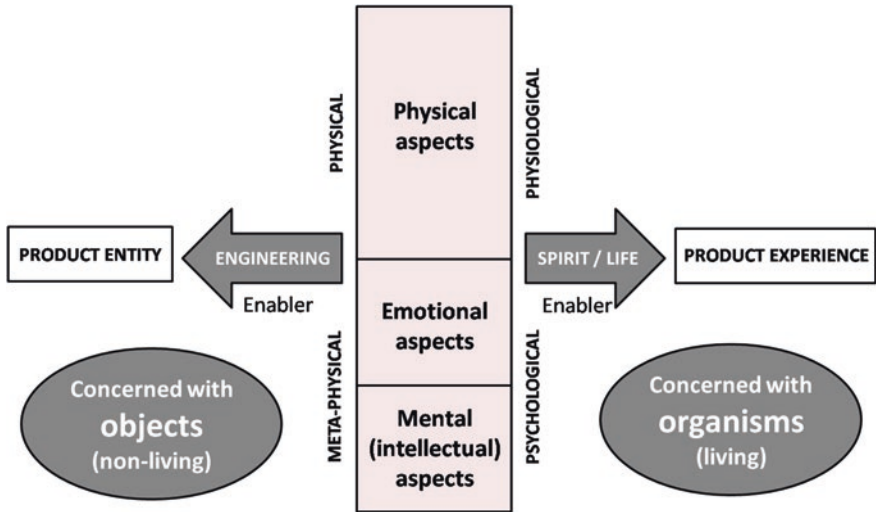 PHYSICAL
Physical
aspects
PHYSIOLOGICAL
PRODUCT ENTITY
ENGINEERING
Enabler
SPIRIT / LIFE
Enabler
PRODUCT EXPERIENCE
META-PHYSICAL
Emotional
aspects
Mental
(intellectual)
aspects
PSYCHOLOGICAL
Concerned with
objects
(non-living)
Concerned with
organisms
(living)